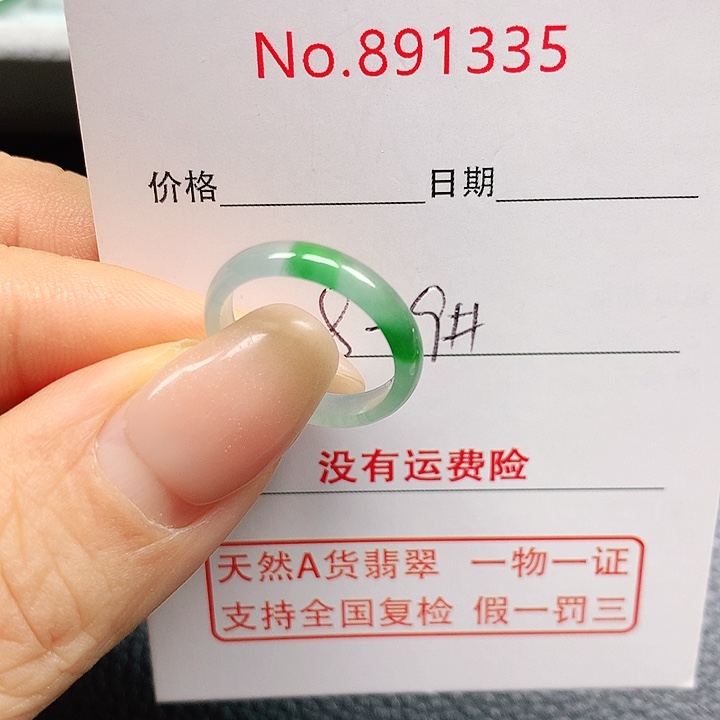 No.891335
价格 日期
8-9#
没有运费险
天然A货翡翠 一物一证
支持全国复检 假一罚三